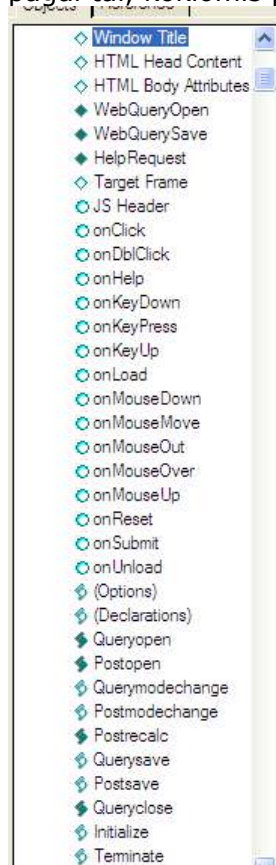 Objects
Window Title
HTML Head Content
HTML Body Attributes
WebQueryOpen
WebQuerySave
HelpRequest
Target Frame
JS Header
onClick
onDblClick
onHelp
onKeyDown
onKeyPress
onKeyUp
onLoad
onMouseDown
onMouseMove
onMouseOut
onMouseOver
onMouseUp
onReset
onSubmit
onUnload
(Options)
(Declarations)
Queryopen
Postopen
Querymodechange
Postmodechange
Postrecalc
Querysave
Postsave
Queryclose
Initialize
Terminate